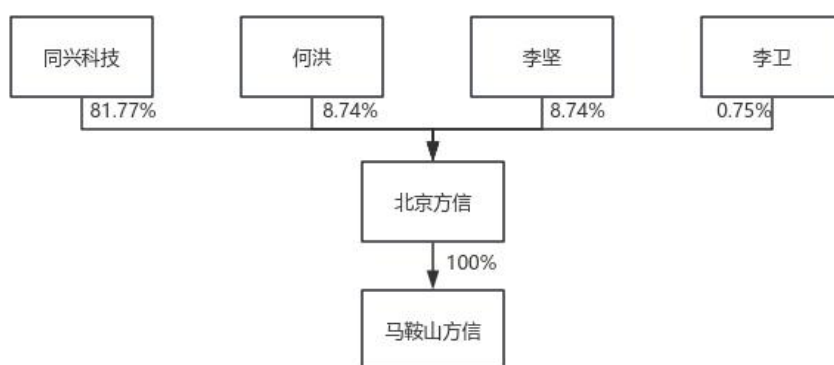 同兴科技
何洪
李坚
李卫
81.77%
8.74%
8.74%
0.75%
北京方信
100%
马鞍山方信